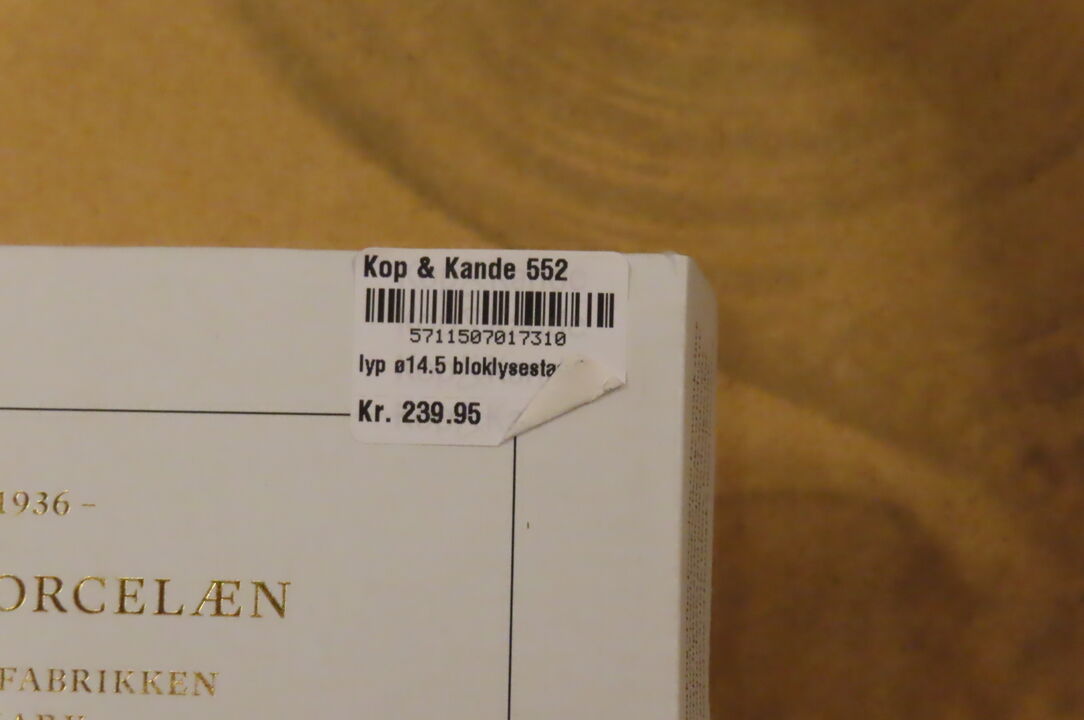 Kop & Kande 552
5711507017310
lyp ø14.5 bloklysesta
Kr. 239.95
1936 –
ORCELÆN
FABRIKKEN